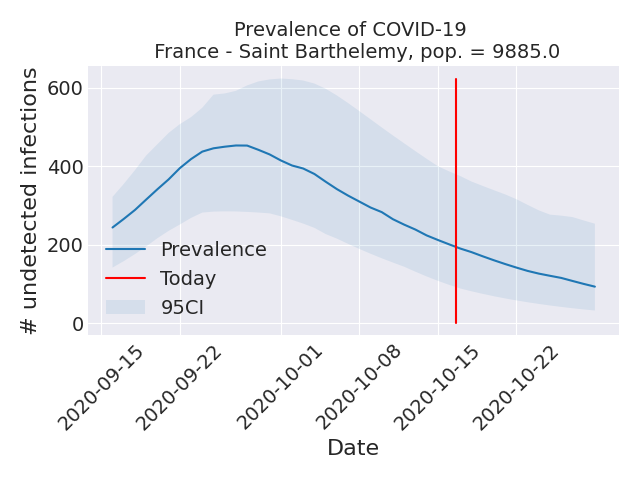 Prevalence of COVID-19
France - Saint Barthelemy, pop. = 9885.0
# undetected infections
600
400
200
0
Prevalence
Today
95CI
2020-09-15
2020-09-22
2020-10-01
2020-10-08
2020-10-15
2020-10-22
Date